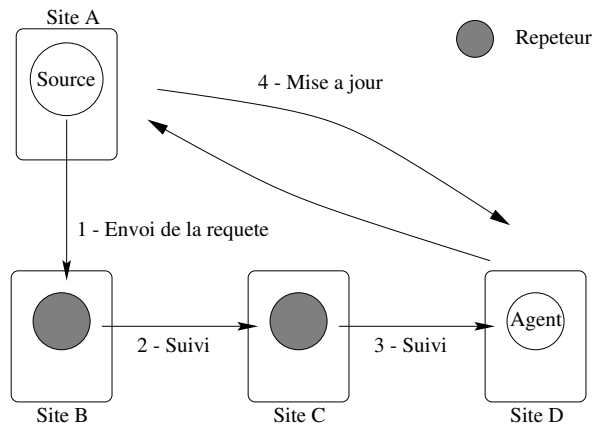 Site A
Source
Repeteur
4 - Mise a jour
1 - Envoi de la requete
2 - Suivi
3 - Suivi
Agent
Site B
Site C
Site D